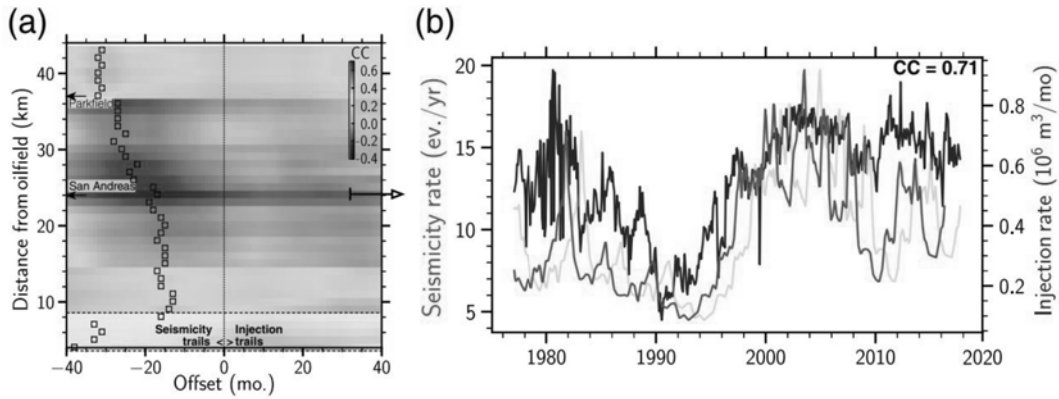 (a)
CC
0.6
0.4
0.2
0.0
-0.2
-0.4
40
30
20
10
Distance from oilfield (km)
Parkfield
San Andreas
Seismicity Injection
trails <> trails
−40 −20 0 20 40
Offset (mo.)
(b)
CC = 0.71
20
15
10
5
Seismicity rate (ev./yr)
0.8
0.6
0.4
0.2
Injection rate (10⁶ m³/mo)
1980 1990 2000 2010 2020